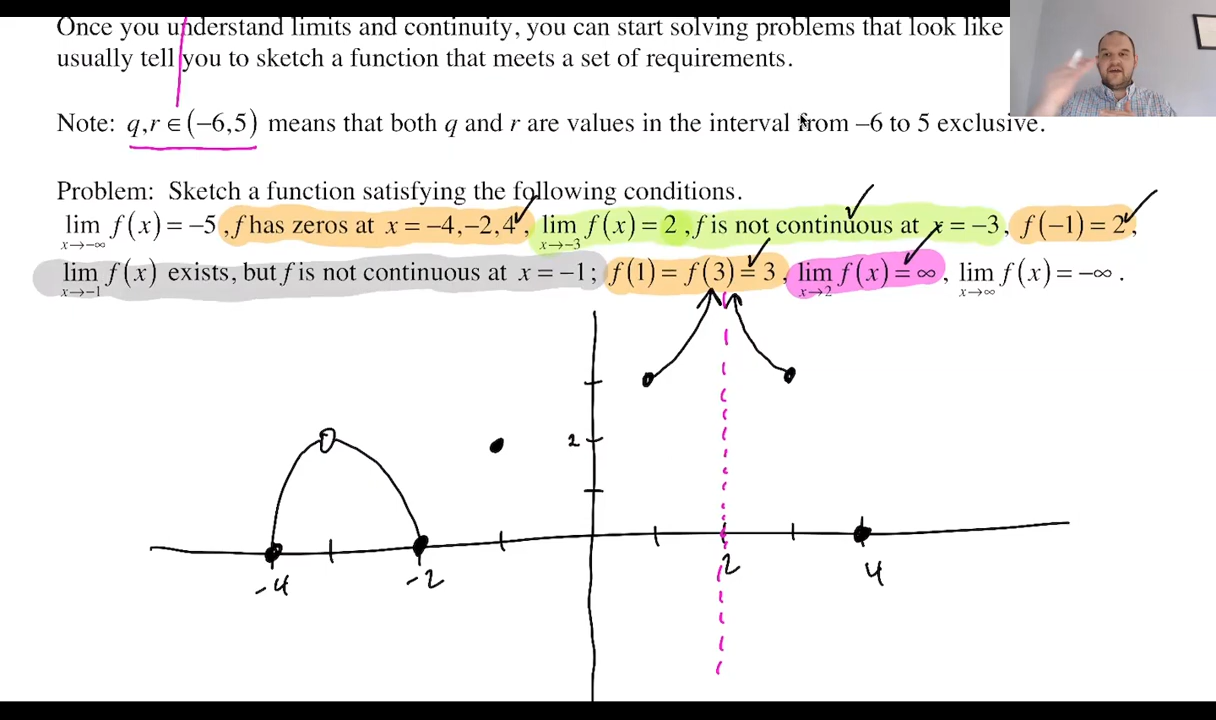 Once you understand limits and continuity, you can start solving problems that look like
usually tell you to sketch a function that meets a set of requirements.
Note: q,r ∈ (−6,5) means that both q and r are values in the interval from –6 to 5 exclusive.
Problem: Sketch a function satisfying the following conditions.
lim x→−∞ f(x) = −5, f has zeros at x = −4,−2,4, lim x→−3 f(x) = 2, f is not continuous at x = −3, f(−1) = 2,
lim x→−1 f(x) exists, but f is not continuous at x = −1; f(1) = f(3) = 3, lim x→2 f(x) = ∞, lim x→∞ f(x) = −∞.
2
-4
-2
2
4